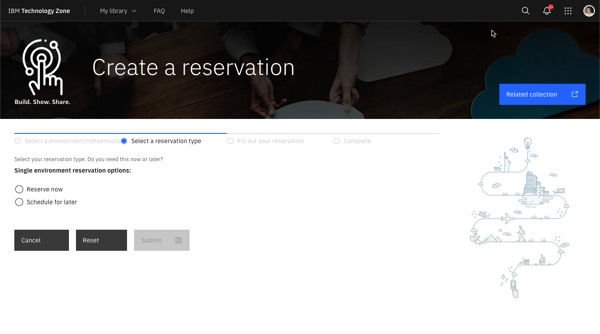 IBM Technology Zone
My library
FAQ
Help
Create a reservation
Build. Show. Share.
Related collection
Select a environment/infrastructu
Select a reservation type
Fill out your reservation
Complete
Select your reservation type. Do you need this now or later?
Single environment reservation options:
Reserve now
Schedule for later
Cancel
Reset
Submit